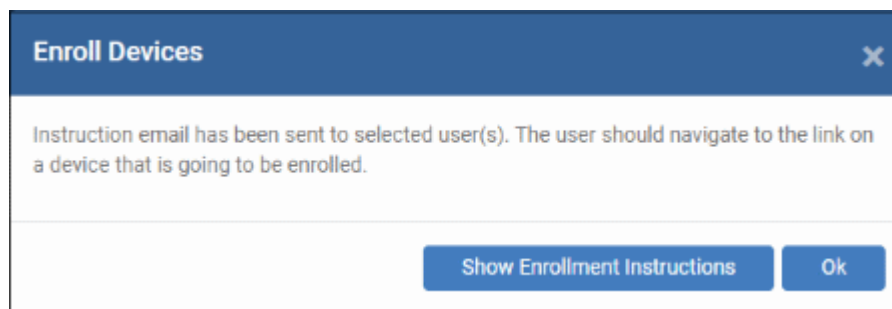 Enroll Devices
Instruction email has been sent to selected user(s). The user should navigate to the link on
a device that is going to be enrolled.
Show Enrollment Instructions Ok